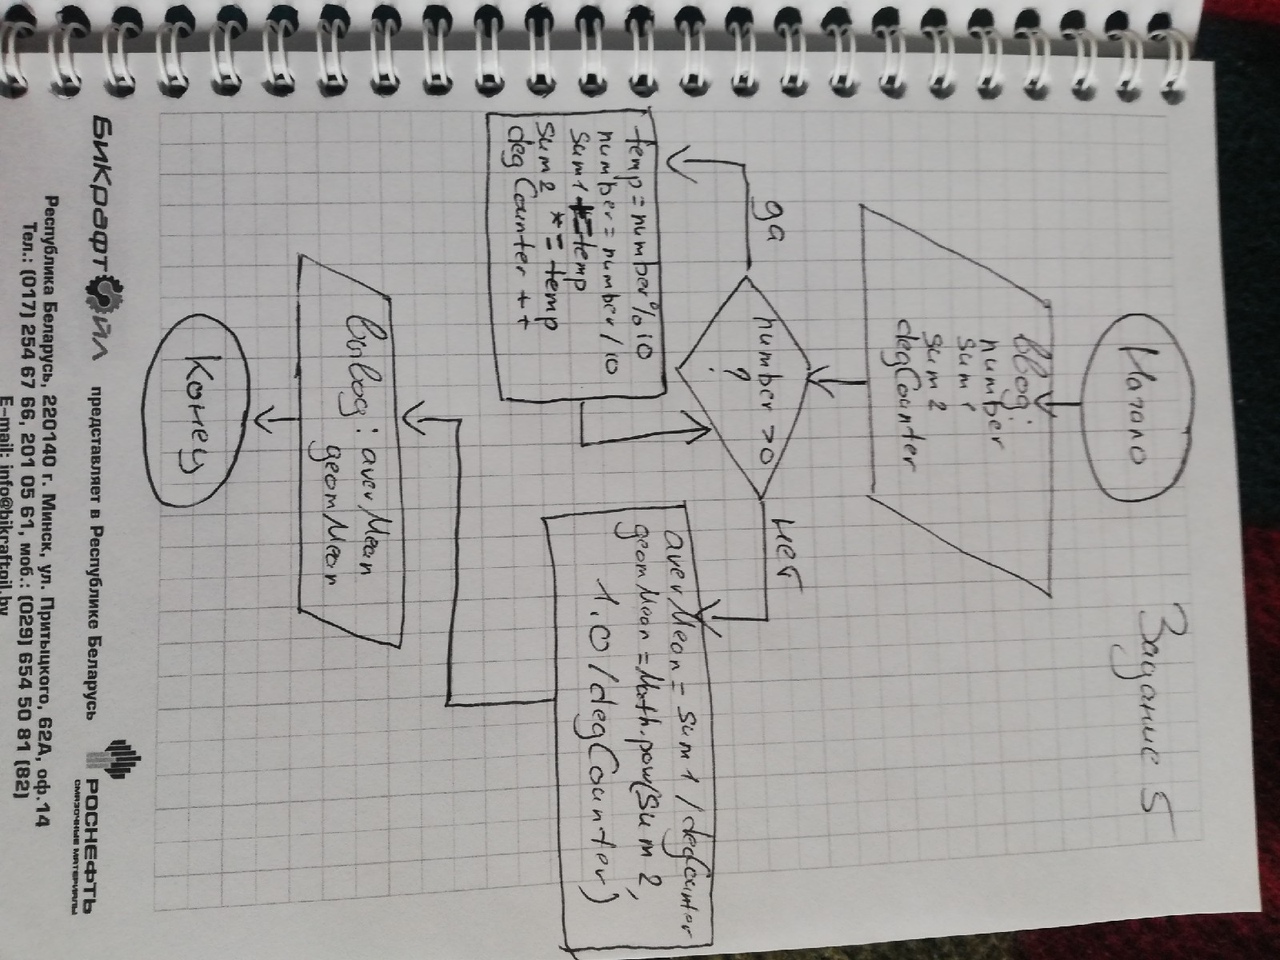 Задание 5
Начало
ввод:
number
sum1
sum2
degCounter
number >0
?
да
нет
temp = number % 10
number = number / 10
sum1 += temp
sum2 *= temp
degCounter ++
averMean = sum1 / degCounter
geomMean = Math.pow(sum2,
1.0 / degCounter)
вывод: averMean
geomMean
Конец
БиКрафт Ойл
представляет в Республике Беларусь
РОСНЕФТЬ
СМАЗОЧНЫЕ МАТЕРИАЛЫ
Республика Беларусь, 220140 г. Минск, ул. Притыцкого, 62А, оф.14
Тел.: (017) 254 67 66, 201 05 61, моб.: (029) 654 50 81 (82)
E-mail: info@bikraftoil.by